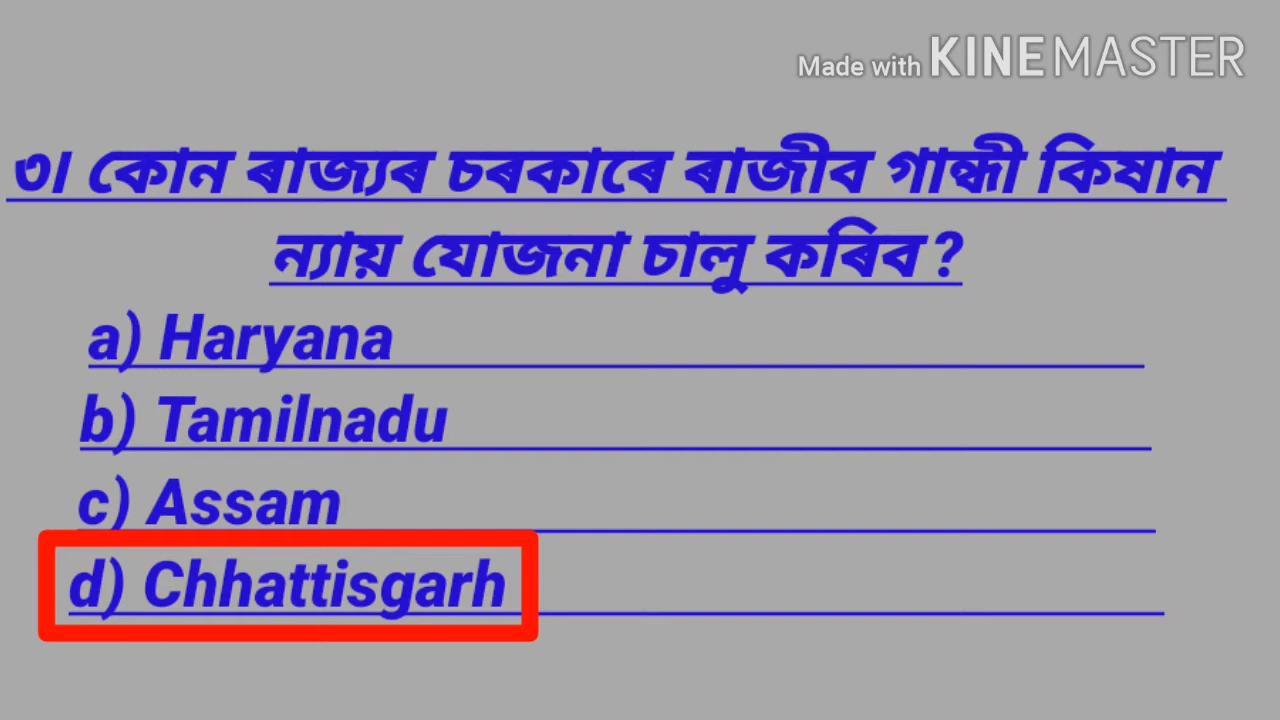 Made with KINEMASTER
৩। কোন ৰাজ্যৰ চৰকাৰে ৰাজীব গান্ধী কিষান
ন্যায় যোজনা চালু কৰিব ?
a) Haryana
b) Tamilnadu
c) Assam
d) Chhattisgarh